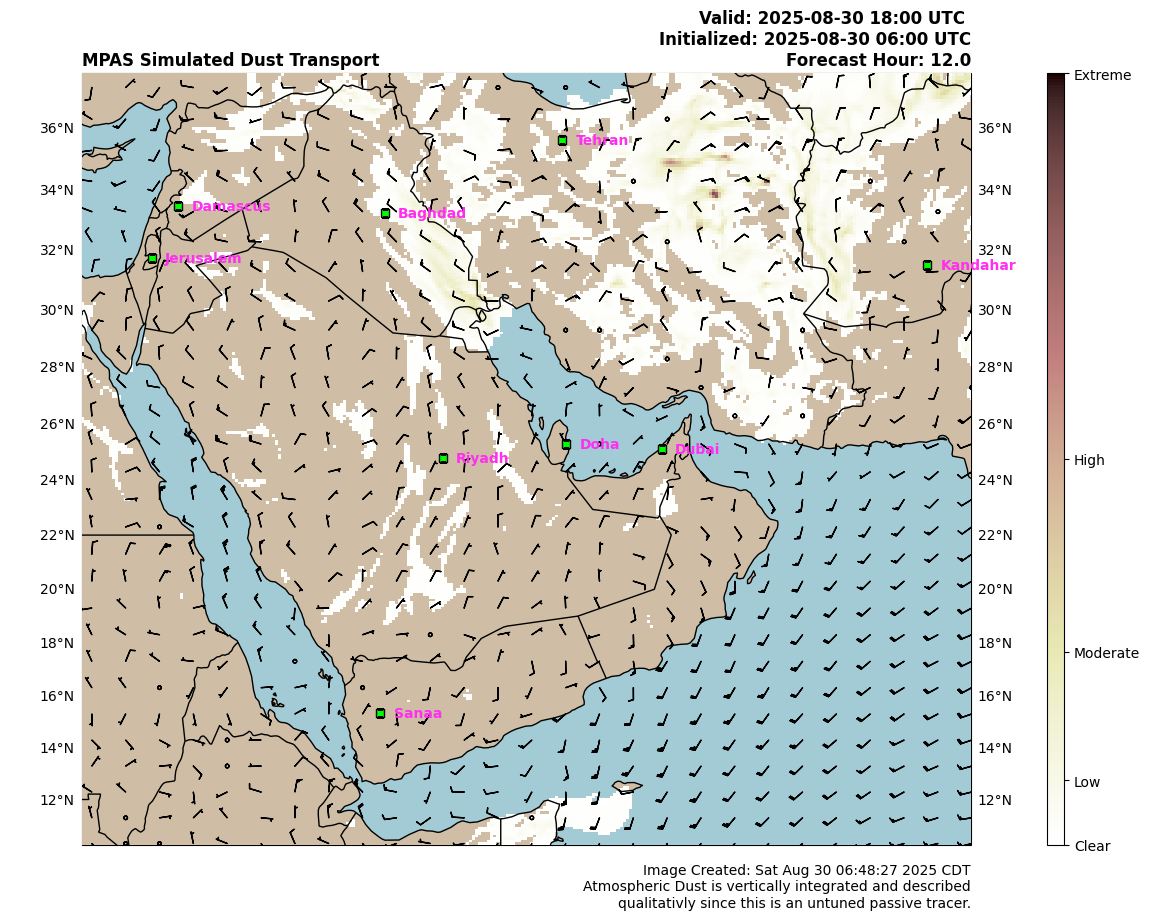 Valid: 2025-08-30 18:00 UTC
Initialized: 2025-08-30 06:00 UTC
MPAS Simulated Dust Transport
Forecast Hour: 12.0
Extreme
High
Moderate
Low
Clear
36°N
36°N
34°N
34°N
32°N
32°N
30°N
30°N
28°N
28°N
26°N
26°N
24°N
24°N
22°N
22°N
20°N
20°N
18°N
18°N
16°N
16°N
14°N
14°N
12°N
12°N
Tehran
Damascus
Baghdad
Jerusalem
Kandahar
Doha
Dubai
Riyadh
Sanaa
Image Created: Sat Aug 30 06:48:27 2025 CDT
Atmospheric Dust is vertically integrated and described
qualitativly since this is an untuned passive tracer.